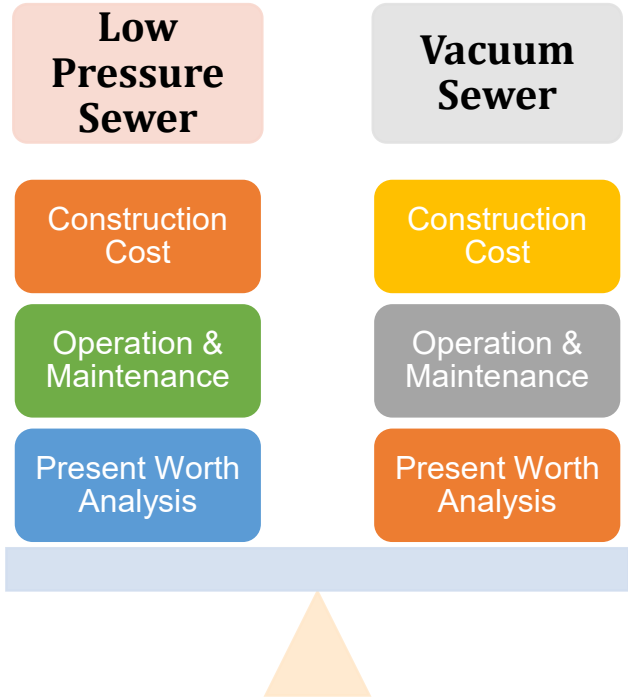 Low
Pressure
Sewer
Vacuum
Sewer
Construction
Cost
Construction
Cost
Operation &
Maintenance
Operation &
Maintenance
Present Worth
Analysis
Present Worth
Analysis